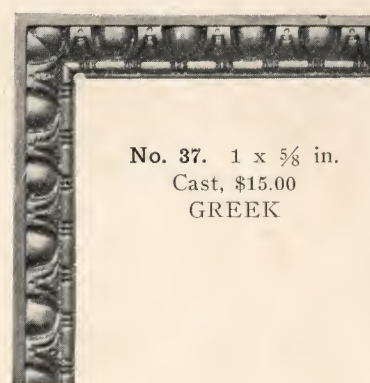 No. 37. 1 x ⅝ in.
Cast, $15.00
GREEK